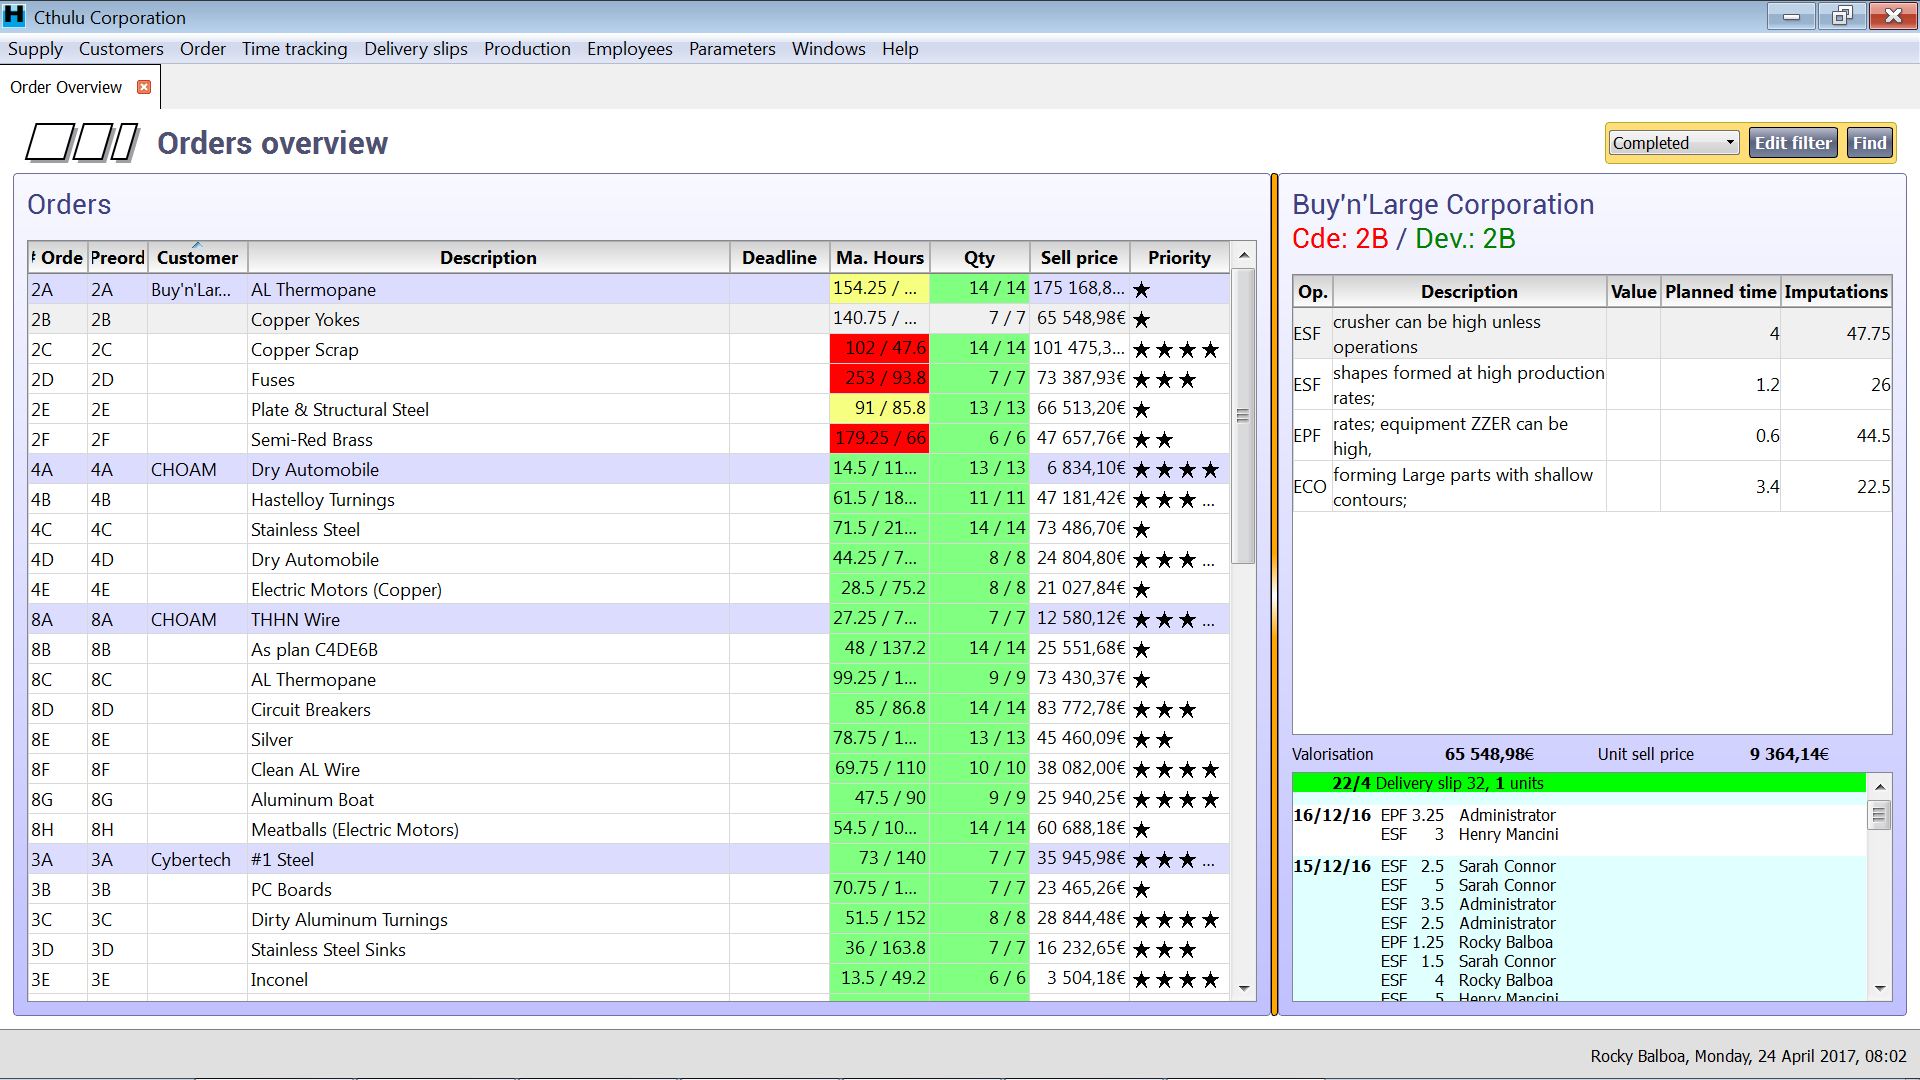 H Cthulu Corporation
Supply Customers Order Time tracking Delivery slips Production Employees Parameters Windows Help
Order Overview
Orders overview
Completed Edit filter Find
Orders
Orde Preord Customer Description Deadline Ma. Hours Qty Sell price Priority
2A 2A Buy'n'Lar... AL Thermopane 154.25 / ... 14 / 14 175 168,8... ★
2B 2B Copper Yokes 140.75 / ... 7 / 7 65 548,98€ ★
2C 2C Copper Scrap 102 / 47.6 14 / 14 101 475,3... ★ ★ ★ ★
2D 2D Fuses 253 / 93.8 7 / 7 73 387,93€ ★ ★ ★
2E 2E Plate & Structural Steel 91 / 85.8 13 / 13 66 513,20€ ★
2F 2F Semi-Red Brass 179.25 / 66 6 / 6 47 657,76€ ★ ★
4A 4A CHOAM Dry Automobile 14.5 / 11... 13 / 13 6 834,10€ ★ ★ ★ ★
4B 4B Hastelloy Turnings 61.5 / 18... 11 / 11 47 181,42€ ★ ★ ★ ...
4C 4C Stainless Steel 71.5 / 21... 14 / 14 73 486,70€ ★
4D 4D Dry Automobile 44.25 / 7... 8 / 8 24 804,80€ ★ ★ ★ ...
4E 4E Electric Motors (Copper) 28.5 / 75.2 8 / 8 21 027,84€ ★
8A 8A CHOAM THHN Wire 27.25 / 7... 7 / 7 12 580,12€ ★ ★ ★ ...
8B 8B As plan C4DE6B 48 / 137.2 14 / 14 25 551,68€ ★
8C 8C AL Thermopane 99.25 / 1... 9 / 9 73 430,37€ ★
8D 8D Circuit Breakers 85 / 86.8 14 / 14 83 772,78€ ★ ★ ★
8E 8E Silver 78.75 / 1... 13 / 13 45 460,09€ ★ ★
8F 8F Clean AL Wire 69.75 / 110 10 / 10 38 082,00€ ★ ★ ★ ★
8G 8G Aluminum Boat 47.5 / 90 9 / 9 25 940,25€ ★ ★ ★ ★
8H 8H Meatballs (Electric Motors) 54.5 / 10... 14 / 14 60 688,18€ ★
3A 3A Cybertech #1 Steel 73 / 140 7 / 7 35 945,98€ ★ ★ ★ ...
3B 3B PC Boards 70.75 / 1... 7 / 7 23 465,26€ ★
3C 3C Dirty Aluminum Turnings 51.5 / 152 8 / 8 28 844,48€ ★ ★ ★ ★
3D 3D Stainless Steel Sinks 36 / 163.8 7 / 7 16 232,65€ ★ ★ ★
3E 3E Inconel 13.5 / 49.2 6 / 6 3 504,18€ ★ ★ ★ ★
Buy'n'Large Corporation
Cde: 2B / Dev.: 2B
Op. Description Value Planned time Imputations
ESF crusher can be high unless operations 4 47.75
ESF shapes formed at high production rates; 1.2 26
EPF rates; equipment ZZER can be high, 0.6 44.5
ECO forming Large parts with shallow contours; 3.4 22.5
Valorisation 65 548,98€ Unit sell price 9 364,14€
22/4 Delivery slip 32, 1 units
16/12/16 EPF 3.25 Administrator
ESF 3 Henry Mancini
15/12/16 ESF 2.5 Sarah Connor
ESF 5 Sarah Connor
ESF 3.5 Administrator
ESF 2.5 Administrator
EPF 1.25 Rocky Balboa
ESF 1.5 Sarah Connor
ESF 4 Rocky Balboa
ESF 5 Henry Mancini
Rocky Balboa, Monday, 24 April 2017, 08:02